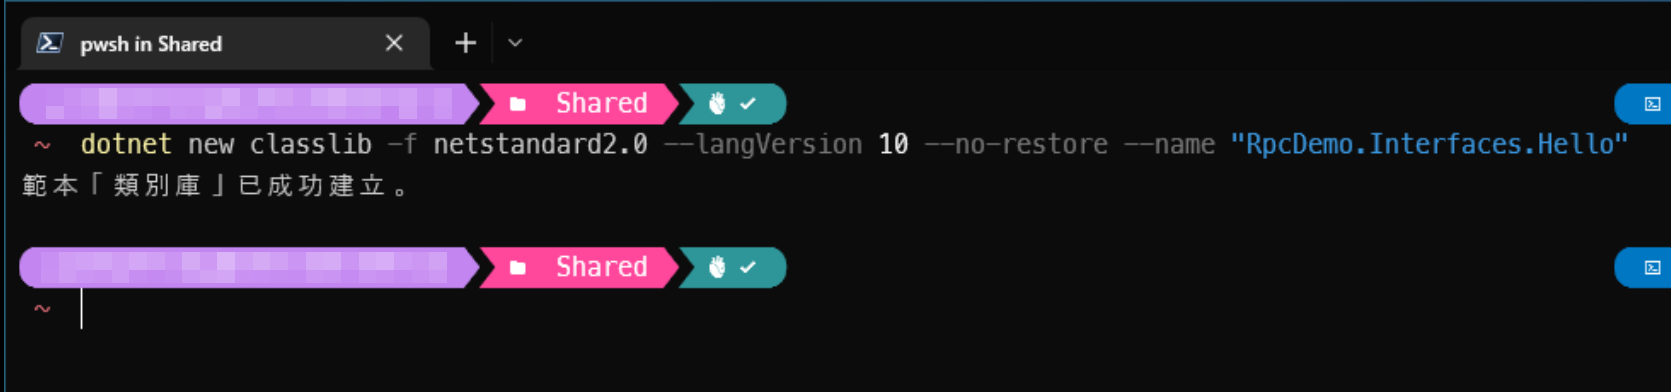 pwsh in Shared
Shared
~ dotnet new classlib -f netstandard2.0 --langVersion 10 --no-restore --name "RpcDemo.Interfaces.Hello"
範本「類別庫」已成功建立。
Shared
~